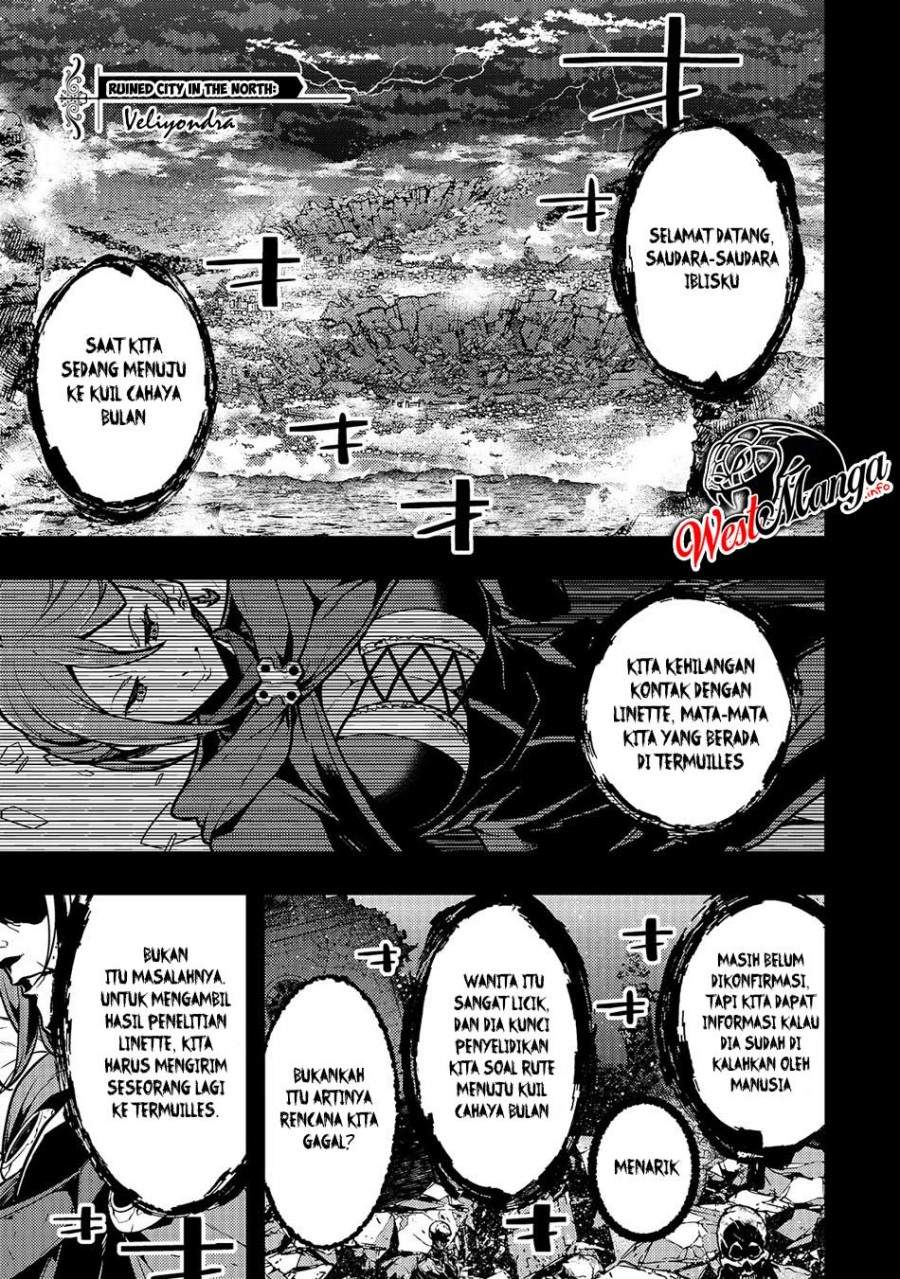 RUINED CITY IN THE NORTH:
Veliyondra
SELAMAT DATANG,
SAUDARA-SAUDARA
IBLISKU
SAAT KITA
SEDANG MENUJU
KE KUIL CAHAYA
BULAN
WestManga
.info
KITA KEHILANGAN
KONTAK DENGAN
LINETTE, MATA-MATA
KITA YANG BERADA
DI TERMUILLES
MASIH BELUM
DIKONFIRMASI,
TAPI KITA DAPAT
INFORMASI KALAU
DIA SUDAH DI
KALAHKAN OLEH
MANUSIA
MENARIK
WANITA ITU
SANGAT LICIK,
DAN DIA KUNCI
PENYELIDIKAN
KITA SOAL RUTE
MENUJU KUIL
CAHAYA BULAN
BUKANKAH
ITU ARTINYA
RENCANA KITA
GAGAL?
BUKAN
ITU MASALAHNYA.
UNTUK MENGAMBIL
HASIL PENELITIAN
LINETTE, KITA
HARUS MENGIRIM
SESEORANG LAGI
KE TERMUILLES.